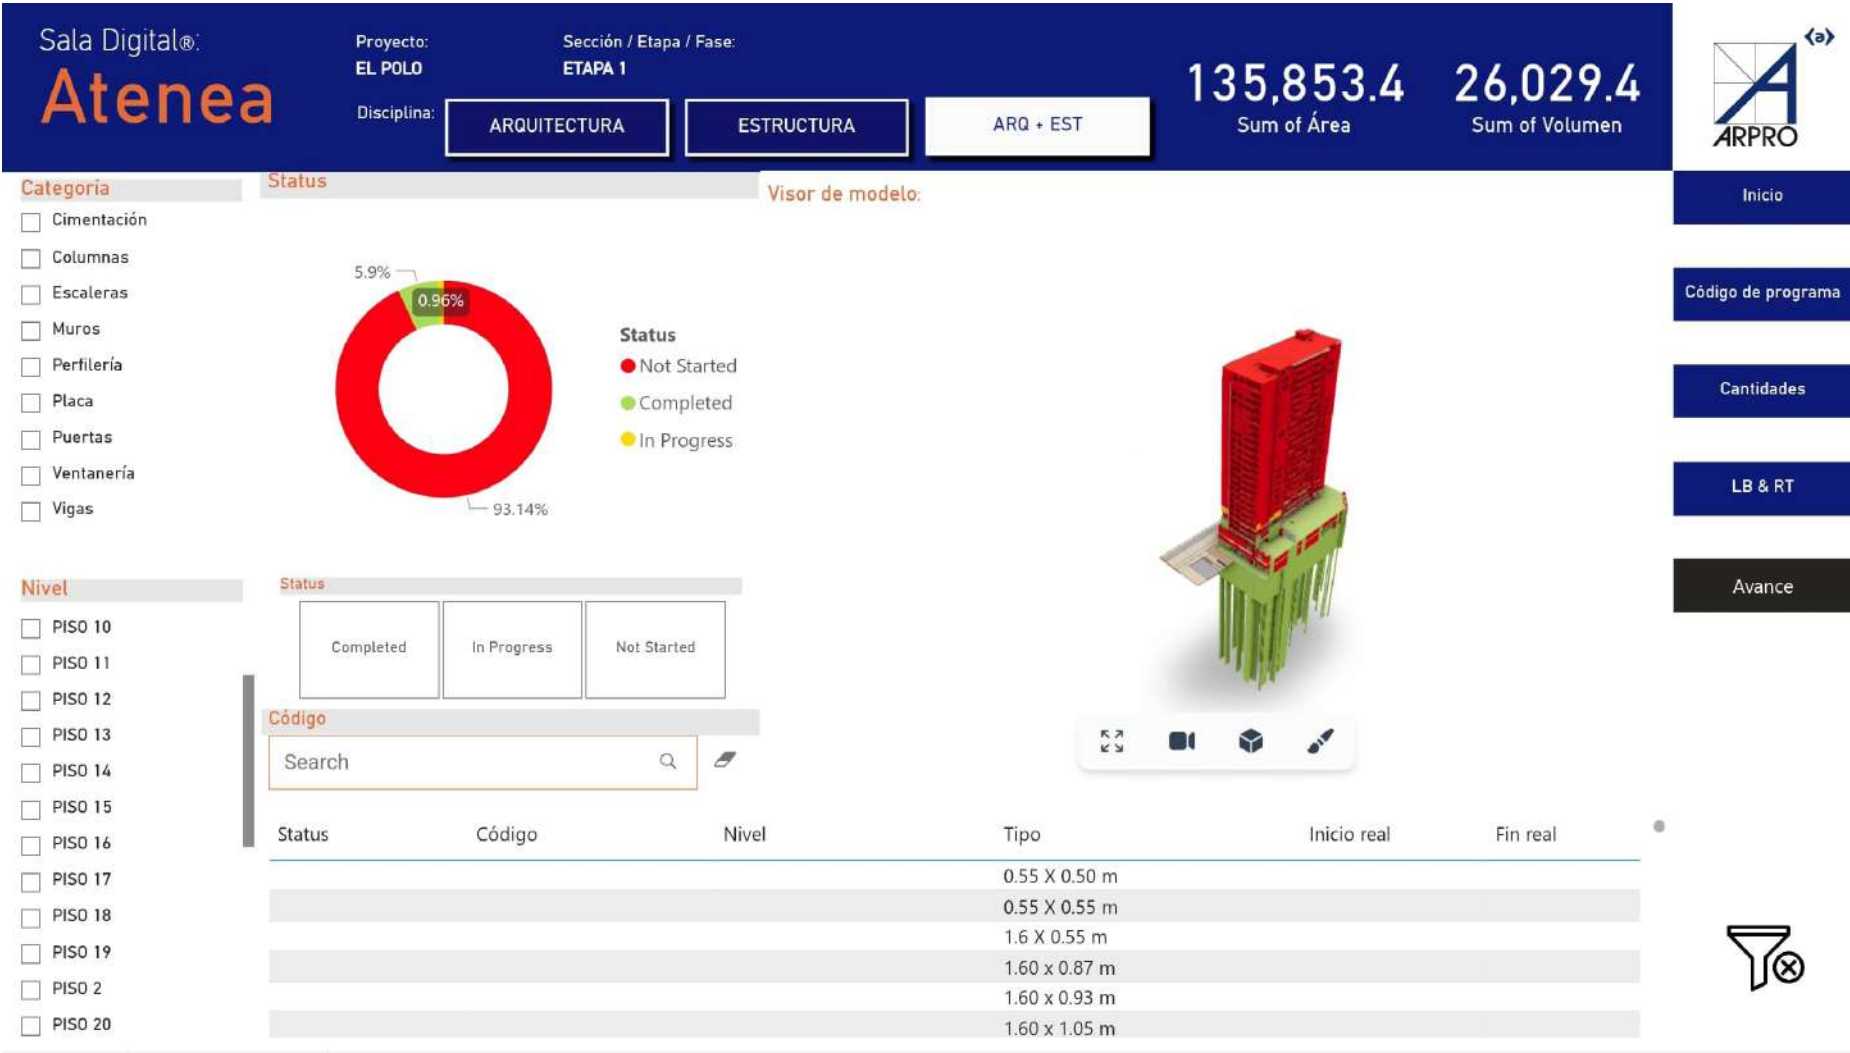 Sala Digital®:
Atenea
Proyecto:
EL POLO
Sección / Etapa / Fase:
ETAPA 1
Disciplina:
ARQUITECTURA
ESTRUCTURA
ARQ + EST
135,853.4
Sum of Área
26,029.4
Sum of Volumen
(a)
ARPRO
Categoría
Cimentación
Columnas
Escaleras
Muros
Perfilería
Placa
Puertas
Ventanería
Vigas
Status
5.9%
0.96%
93.14%
Status
Not Started
Completed
In Progress
Visor de modelo:
Inicio
Código de programa
Cantidades
LB & RT
Avance
Nivel
PISO 10
PISO 11
PISO 12
PISO 13
PISO 14
PISO 15
PISO 16
PISO 17
PISO 18
PISO 19
PISO 2
PISO 20
Status
Completed
In Progress
Not Started
Código
Search
Status Código Nivel Tipo Inicio real Fin real
0.55 X 0.50 m
0.55 X 0.55 m
1.6 X 0.55 m
1.60 x 0.87 m
1.60 x 0.93 m
1.60 x 1.05 m